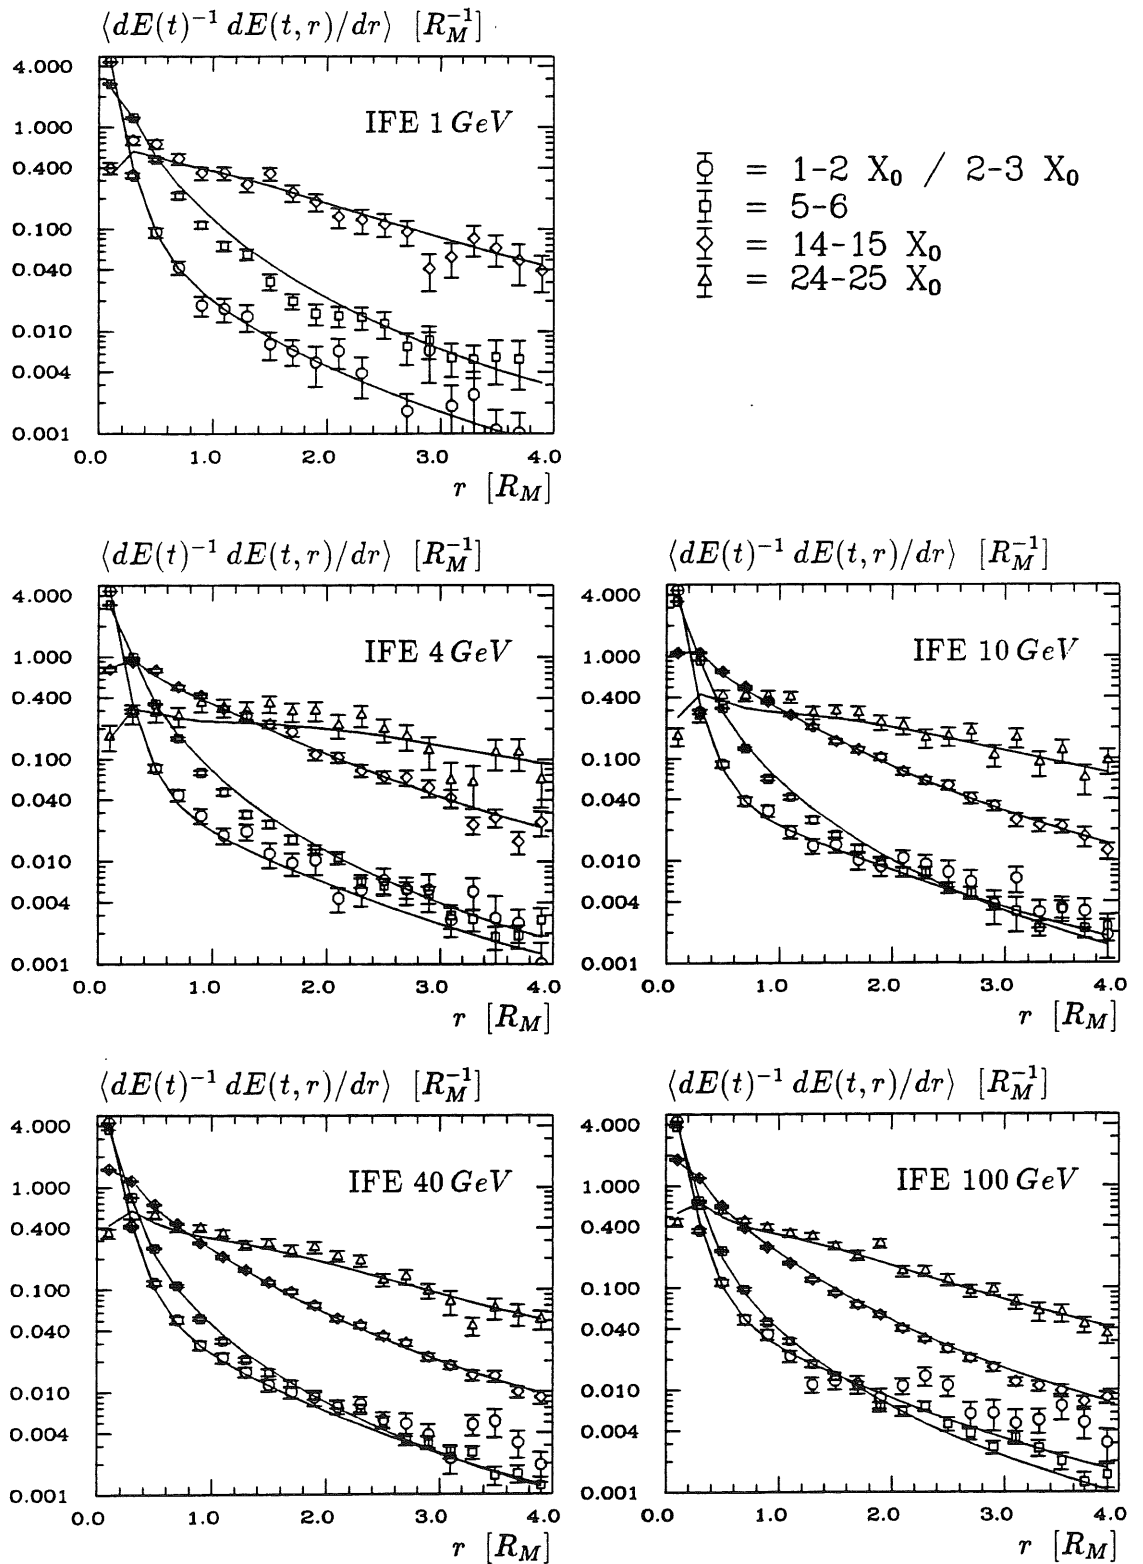 ⟨dE(t)⁻¹ dE(t,r)/dr⟩ [R_M⁻¹]
4.000
1.000
0.400
0.100
0.040
0.010
0.004
0.001
IFE 1 GeV
0.0 1.0 2.0 3.0 4.0
r [R_M]
○ = 1-2 X₀ / 2-3 X₀
□ = 5-6
◇ = 14-15 X₀
△ = 24-25 X₀
⟨dE(t)⁻¹ dE(t,r)/dr⟩ [R_M⁻¹]
4.000
1.000
0.400
0.100
0.040
0.010
0.004
0.001
IFE 4 GeV
0.0 1.0 2.0 3.0 4.0
r [R_M]
⟨dE(t)⁻¹ dE(t,r)/dr⟩ [R_M⁻¹]
4.000
1.000
0.400
0.100
0.040
0.010
0.004
0.001
IFE 10 GeV
0.0 1.0 2.0 3.0 4.0
r [R_M]
⟨dE(t)⁻¹ dE(t,r)/dr⟩ [R_M⁻¹]
4.000
1.000
0.400
0.100
0.040
0.010
0.004
0.001
IFE 40 GeV
0.0 1.0 2.0 3.0 4.0
r [R_M]
⟨dE(t)⁻¹ dE(t,r)/dr⟩ [R_M⁻¹]
4.000
1.000
0.400
0.100
0.040
0.010
0.004
0.001
IFE 100 GeV
0.0 1.0 2.0 3.0 4.0
r [R_M]